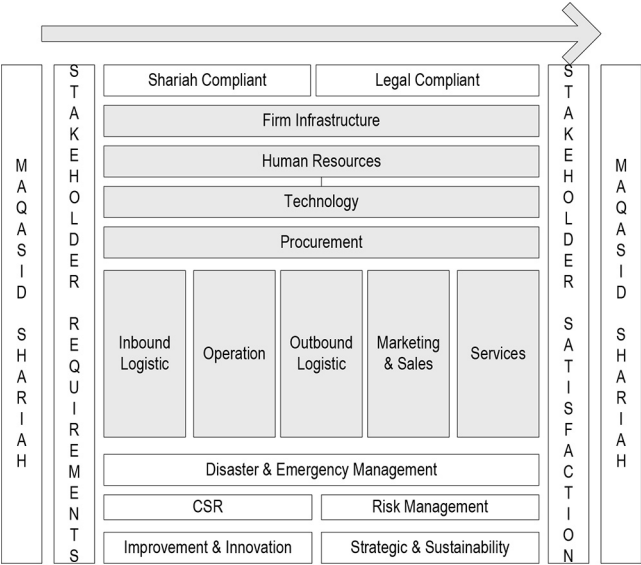 MAQASID SHARIAH
STAKEHOLDER REQUIREMENTS
Shariah Compliant
Legal Compliant
Firm Infrastructure
Human Resources
Technology
Procurement
Inbound
Logistic
Operation
Outbound
Logistic
Marketing
& Sales
Services
Disaster & Emergency Management
CSR
Risk Management
Improvement & Innovation
Strategic & Sustainability
STAKEHOLDER SATISFACTION
MAQASID SHARIAH